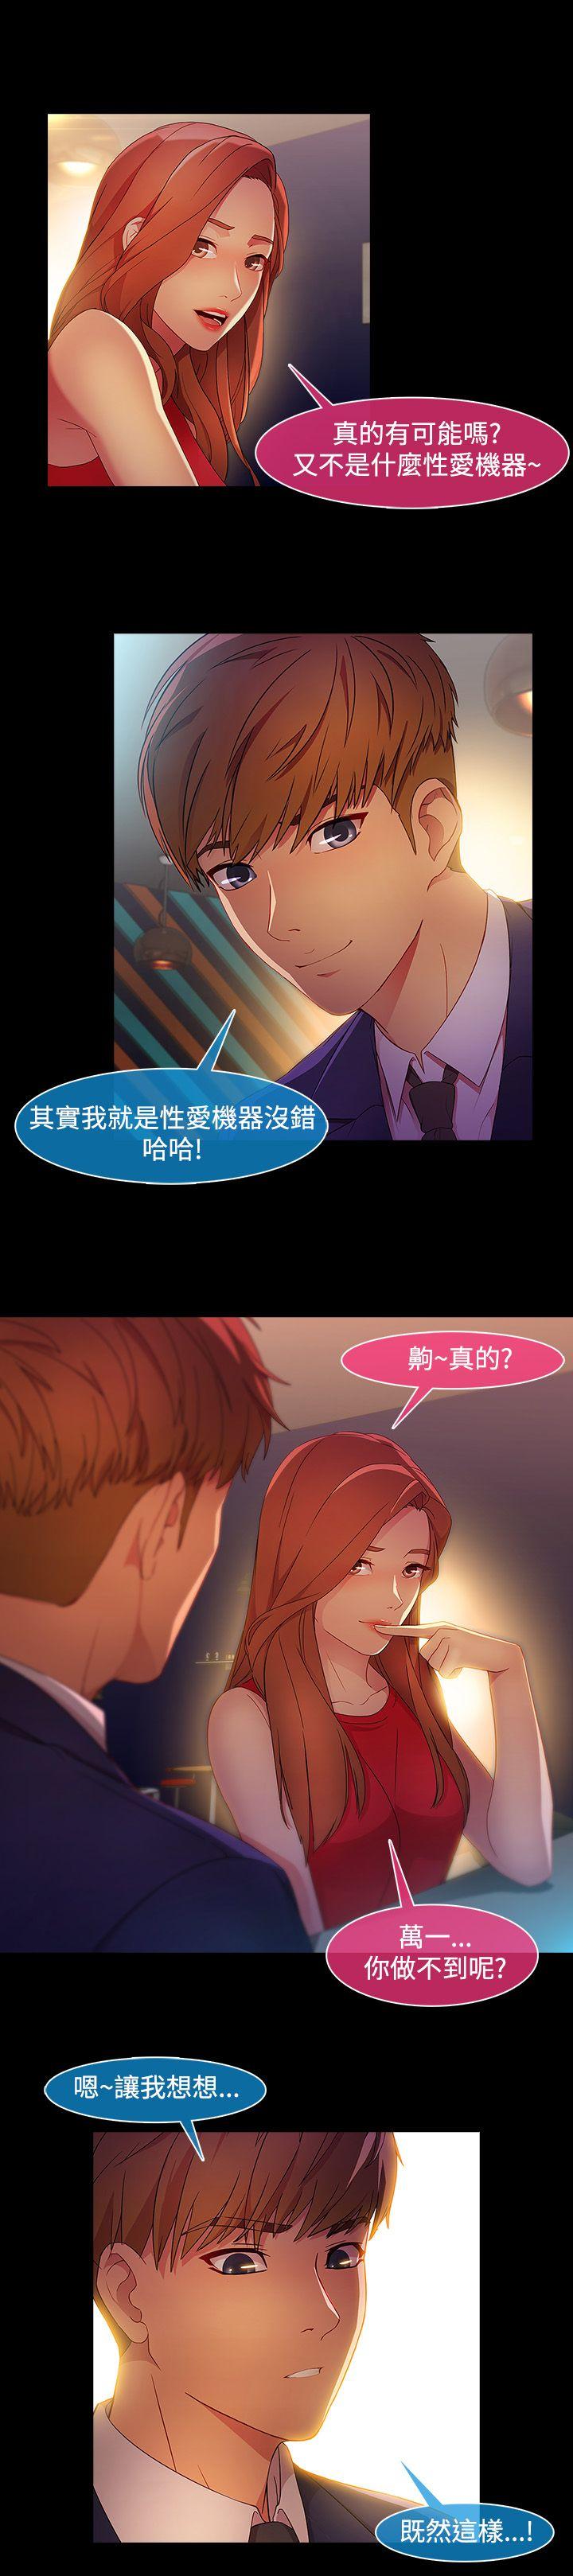 真的有可能嗎?
又不是什麼性愛機器~
其實我就是性愛機器沒錯
哈哈!
齁~真的?
萬一...
你做不到呢?
嗯~讓我想想...
既然這樣...!